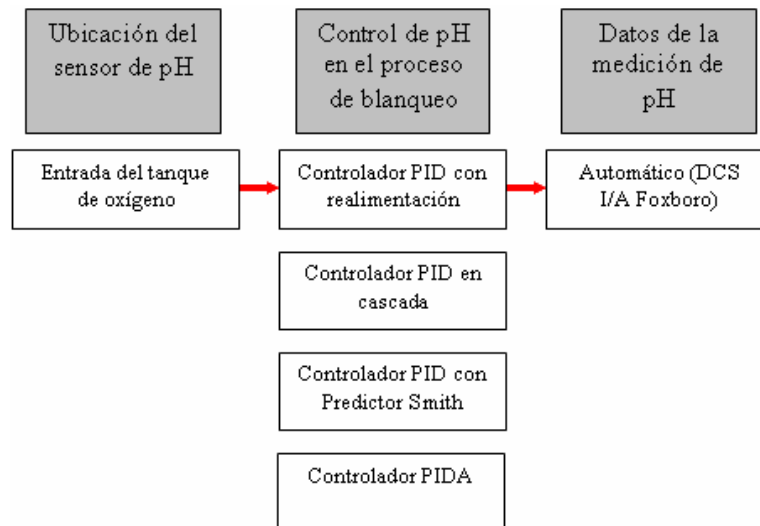 Ubicación del
sensor de pH
Control de pH
en el proceso
de blanqueo
Datos de la
medición de
pH
Entrada del tanque
de oxígeno
Controlador PID con
realimentación
Automático (DCS
I/A Foxboro)
Controlador PID en
cascada
Controlador PID con
Predictor Smith
Controlador PIDA